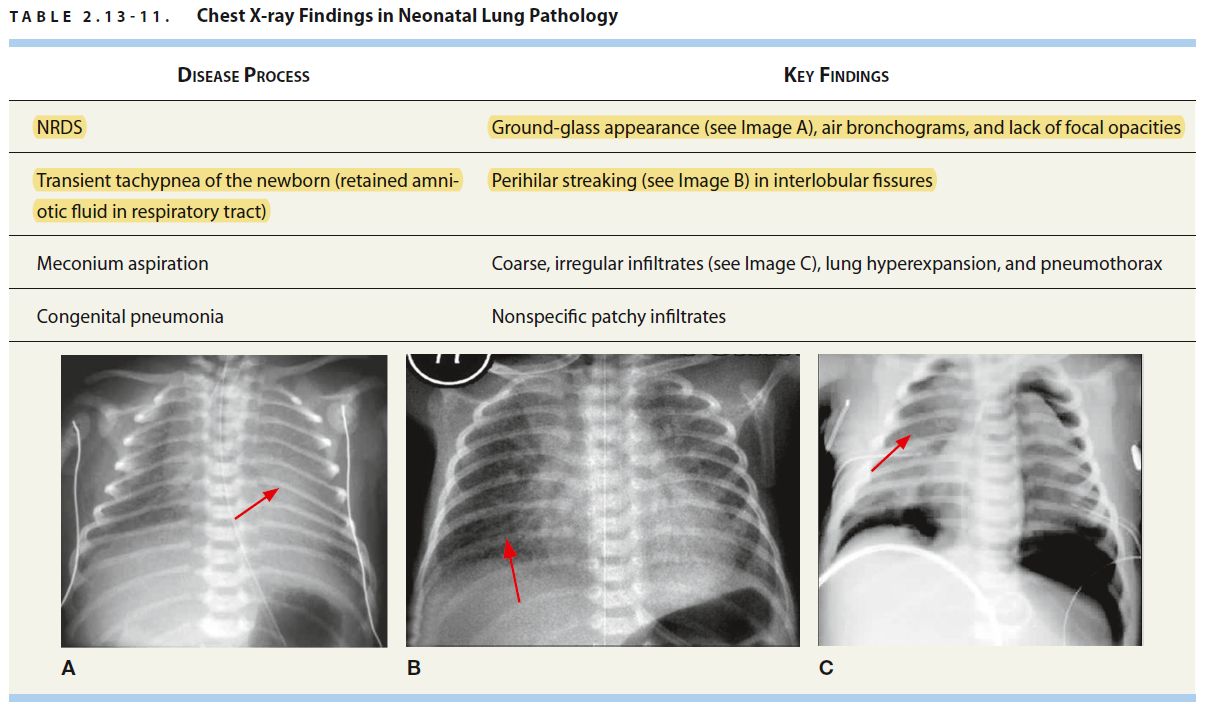 TABLE 2.13-11. Chest X-ray Findings in Neonatal Lung Pathology
DISEASE PROCESS KEY FINDINGS
NRDS Ground-glass appearance (see Image A), air bronchograms, and lack of focal opacities
Transient tachypnea of the newborn (retained amni- Perihilar streaking (see Image B) in interlobular fissures
otic fluid in respiratory tract)
Meconium aspiration Coarse, irregular infiltrates (see Image C), lung hyperexpansion, and pneumothorax
Congenital pneumonia Nonspecific patchy infiltrates
A B C